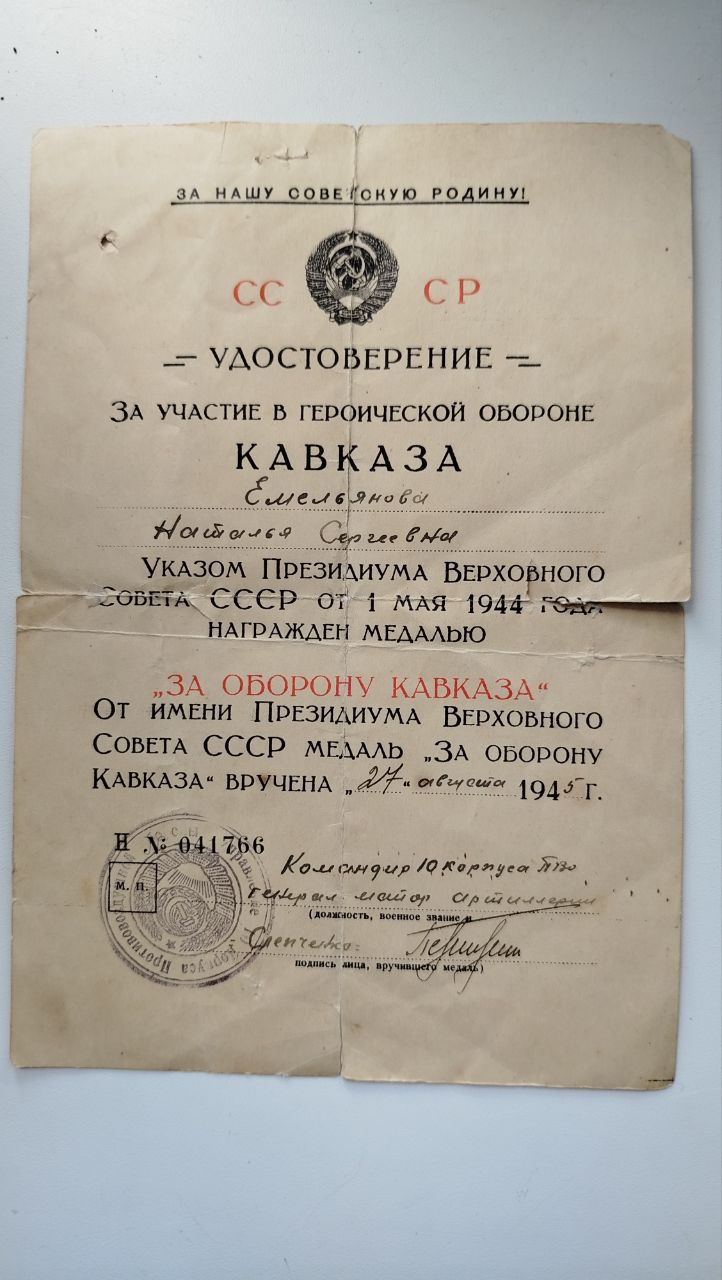 ЗА НАШУ СОВЕТСКУЮ РОДИНУ!
СС СР
УДОСТОВЕРЕНИЕ
ЗА УЧАСТИЕ В ГЕРОИЧЕСКОЙ ОБОРОНЕ
КАВКАЗА
Емельянова
Наталья Сергеевна
УКАЗОМ ПРЕЗИДИУМА ВЕРХОВНОГО
СОВЕТА СССР ОТ 1 МАЯ 1944 ГОДА
НАГРАЖДЕН МЕДАЛЬЮ
„ЗА ОБОРОНУ КАВКАЗА“
ОТ ИМЕНИ ПРЕЗИДИУМА ВЕРХОВНОГО
СОВЕТА СССР МЕДАЛЬ „ЗА ОБОРОНУ
КАВКАЗА“ ВРУЧЕНА „27“ августа 1945 г.
Н № 041766
Командир 10 корпуса ПВО
м. п.
Генерал-майор артиллерии
(должность, военное звание и
Слепченко
подпись лица, вручившего медаль)